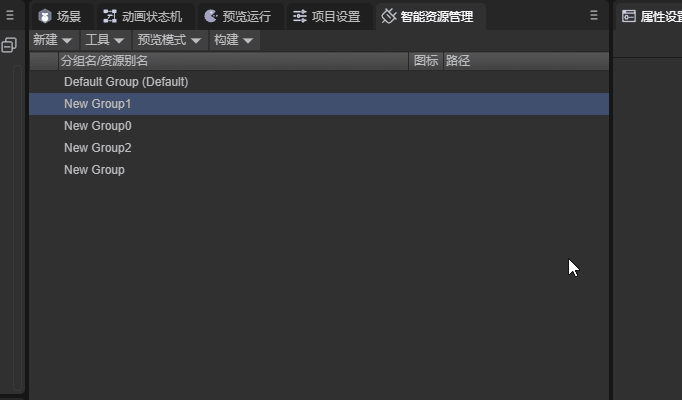 场景 动画状态机 预览运行 项目设置 智能资源管理 属性设
新建 工具 预览模式 构建
分组名/资源别名 图标 路径
Default Group (Default)
New Group1
New Group0
New Group2
New Group